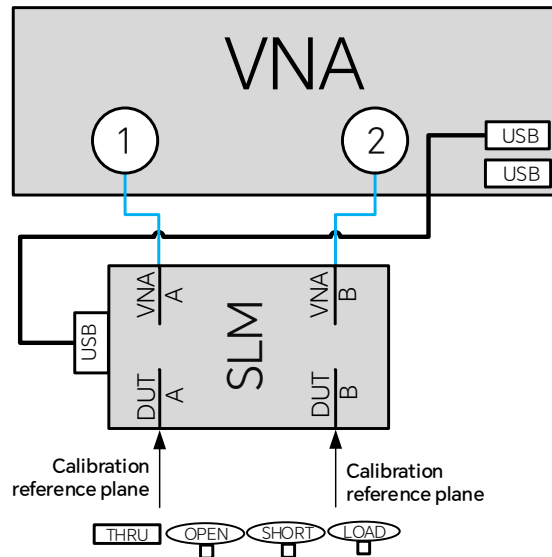 VNA
1
2
USB
USB
VNA
A
VNA
B
USB
SLM
DUT
A
DUT
B
Calibration
reference plane
Calibration
reference plane
THRU
OPEN
SHORT
LOAD